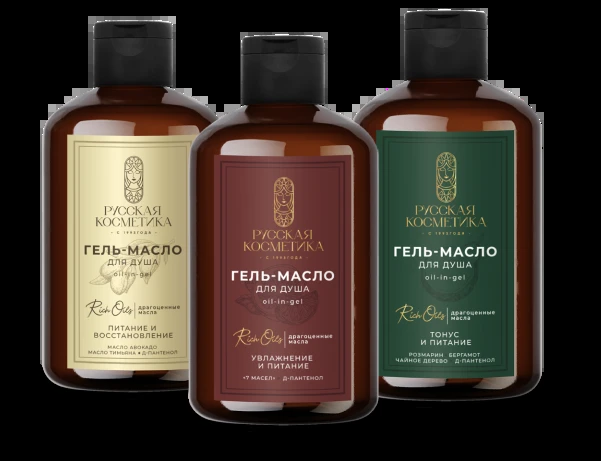 РУССКАЯ
КОСМЕТИКА
ГЕЛЬ-МАСЛО
ДЛЯ ДУША
oil-in-gel
Rich Oils
драгоценные
масла
ПИТАНИЕ И
ВОССТАНОВЛЕНИЕ
МАСЛО АВОКАДО
МАСЛО ТИМЬЯНА • Д-ПАНТЕНОЛ
РУССКАЯ
КОСМЕТИКА
ГЕЛЬ-МАСЛО
ДЛЯ ДУША
oil-in-gel
Rich Oils
драгоценные
масла
УВЛАЖНЕНИЕ
И ПИТАНИЕ
«7 МАСЕЛ» Д-ПАНТЕНОЛ
РУССКАЯ
КОСМЕТИКА
ГЕЛЬ-МАСЛО
ДЛЯ ДУША
oil-in-gel
Rich Oils
драгоценные
масла
ТОНУС
И ПИТАНИЕ
РОЗМАРИН БЕРГАМОТ
ЧАЙНОЕ ДЕРЕВО Д-ПАНТЕНОЛ